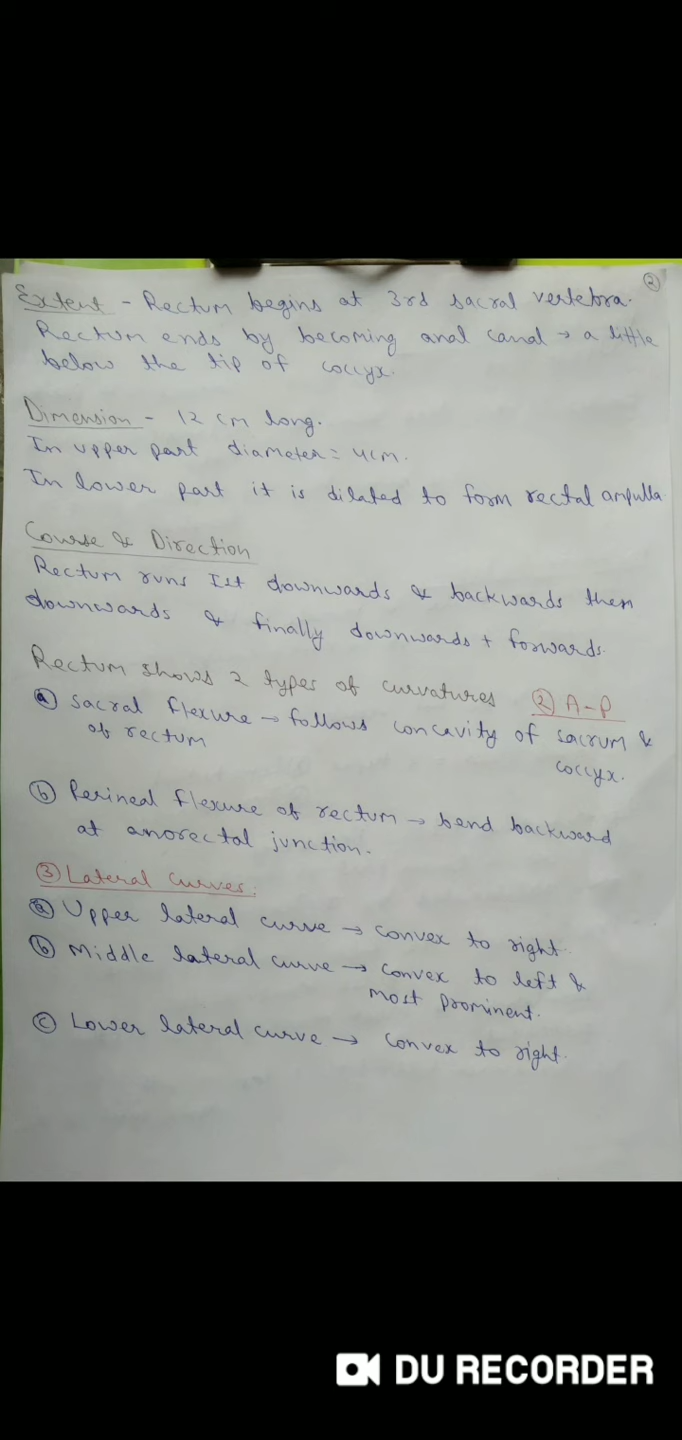 ②
Extent - Rectum begins at 3rd sacral vertebra.
Rectum ends by becoming anal canal → a little
below the tip of coccyx.
Dimension - 12 cm long.
In upper part diameter = 4cm.
In lower part it is dilated to form rectal ampulla
Course & Direction
Rectum runs Ist downwards & backwards then
downwards & finally downwards + forwards.
Rectum shows 2 types of curvatures ② A-P
ⓐ Sacral flexure → follows concavity of sacrum &
of rectum
coccyx.
ⓑ Perineal flexure of rectum → bend backward
at anorectal junction.
③ Lateral curves:
ⓐ Upper lateral curve → convex to right.
ⓑ Middle lateral curve → convex to left &
most prominent.
ⓒ Lower lateral curve → convex to right.
DU RECORDER